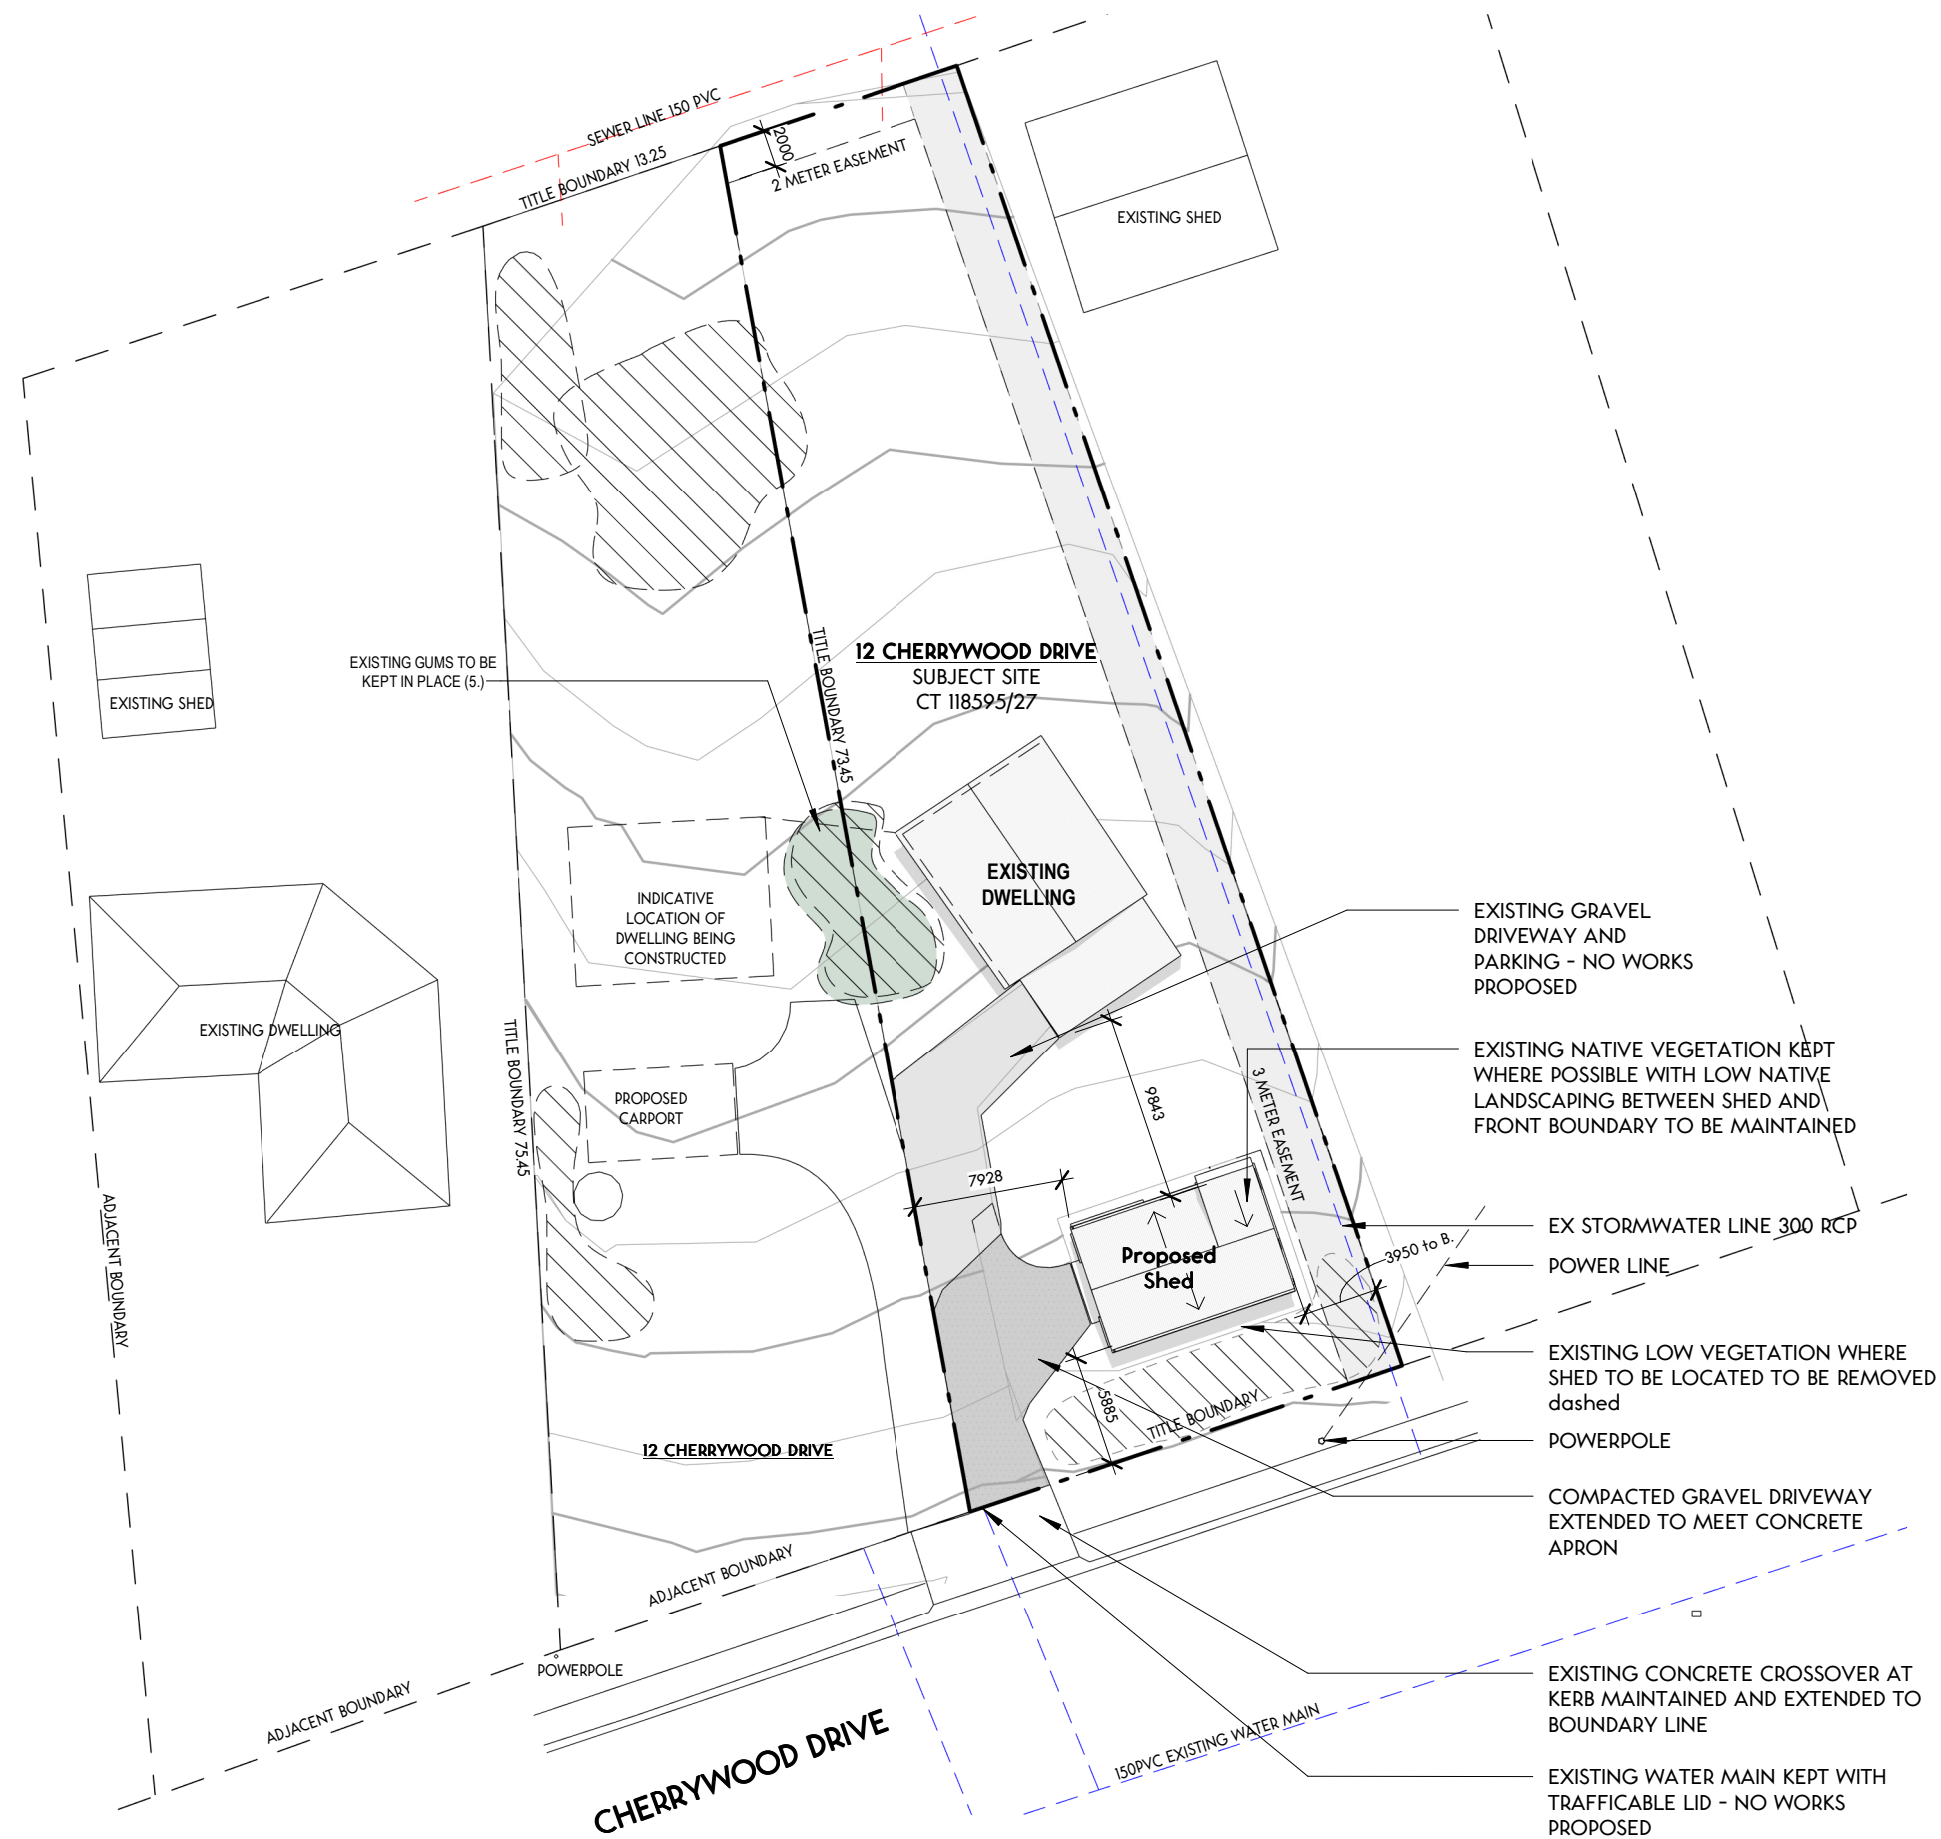 SEWER LINE 150 PVC
TITLE BOUNDARY 13.25
2000
2 METER EASEMENT
EXISTING SHED
12 CHERRYWOOD DRIVE
SUBJECT SITE
CT 118595/27
TITLE BOUNDARY 73.45
EXISTING GUMS TO BE
KEPT IN PLACE (5.)
EXISTING SHED
EXISTING
DWELLING
INDICATIVE
LOCATION OF
DWELLING BEING
CONSTRUCTED
EXISTING DWELLING
TITLE BOUNDARY 75.45
PROPOSED
CARPORT
ADJACENT BOUNDARY
9843
3 METER EASEMENT
7928
Proposed
Shed
3950 to B.
5885
TITLE BOUNDARY
12 CHERRYWOOD DRIVE
ADJACENT BOUNDARY
POWERPOLE
ADJACENT BOUNDARY
CHERRYWOOD DRIVE
150PVC EXISTING WATER MAIN
EXISTING GRAVEL
DRIVEWAY AND
PARKING - NO WORKS
PROPOSED
EXISTING NATIVE VEGETATION KEPT
WHERE POSSIBLE WITH LOW NATIVE
LANDSCAPING BETWEEN SHED AND
FRONT BOUNDARY TO BE MAINTAINED
EX STORMWATER LINE 300 RCP
POWER LINE
EXISTING LOW VEGETATION WHERE
SHED TO BE LOCATED TO BE REMOVED
dashed
POWERPOLE
COMPACTED GRAVEL DRIVEWAY
EXTENDED TO MEET CONCRETE
APRON
EXISTING CONCRETE CROSSOVER AT
KERB MAINTAINED AND EXTENDED TO
BOUNDARY LINE
EXISTING WATER MAIN KEPT WITH
TRAFFICABLE LID - NO WORKS
PROPOSED